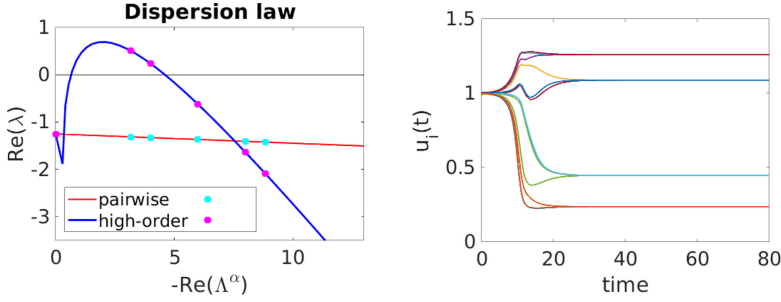 Dispersion law
1
0
-1
-2
-3
Re(λ)
pairwise
high-order
0
5
10
-Re(Λ^α)
1.5
1
0.5
0
u_i(t)
0
20
40
60
80
time